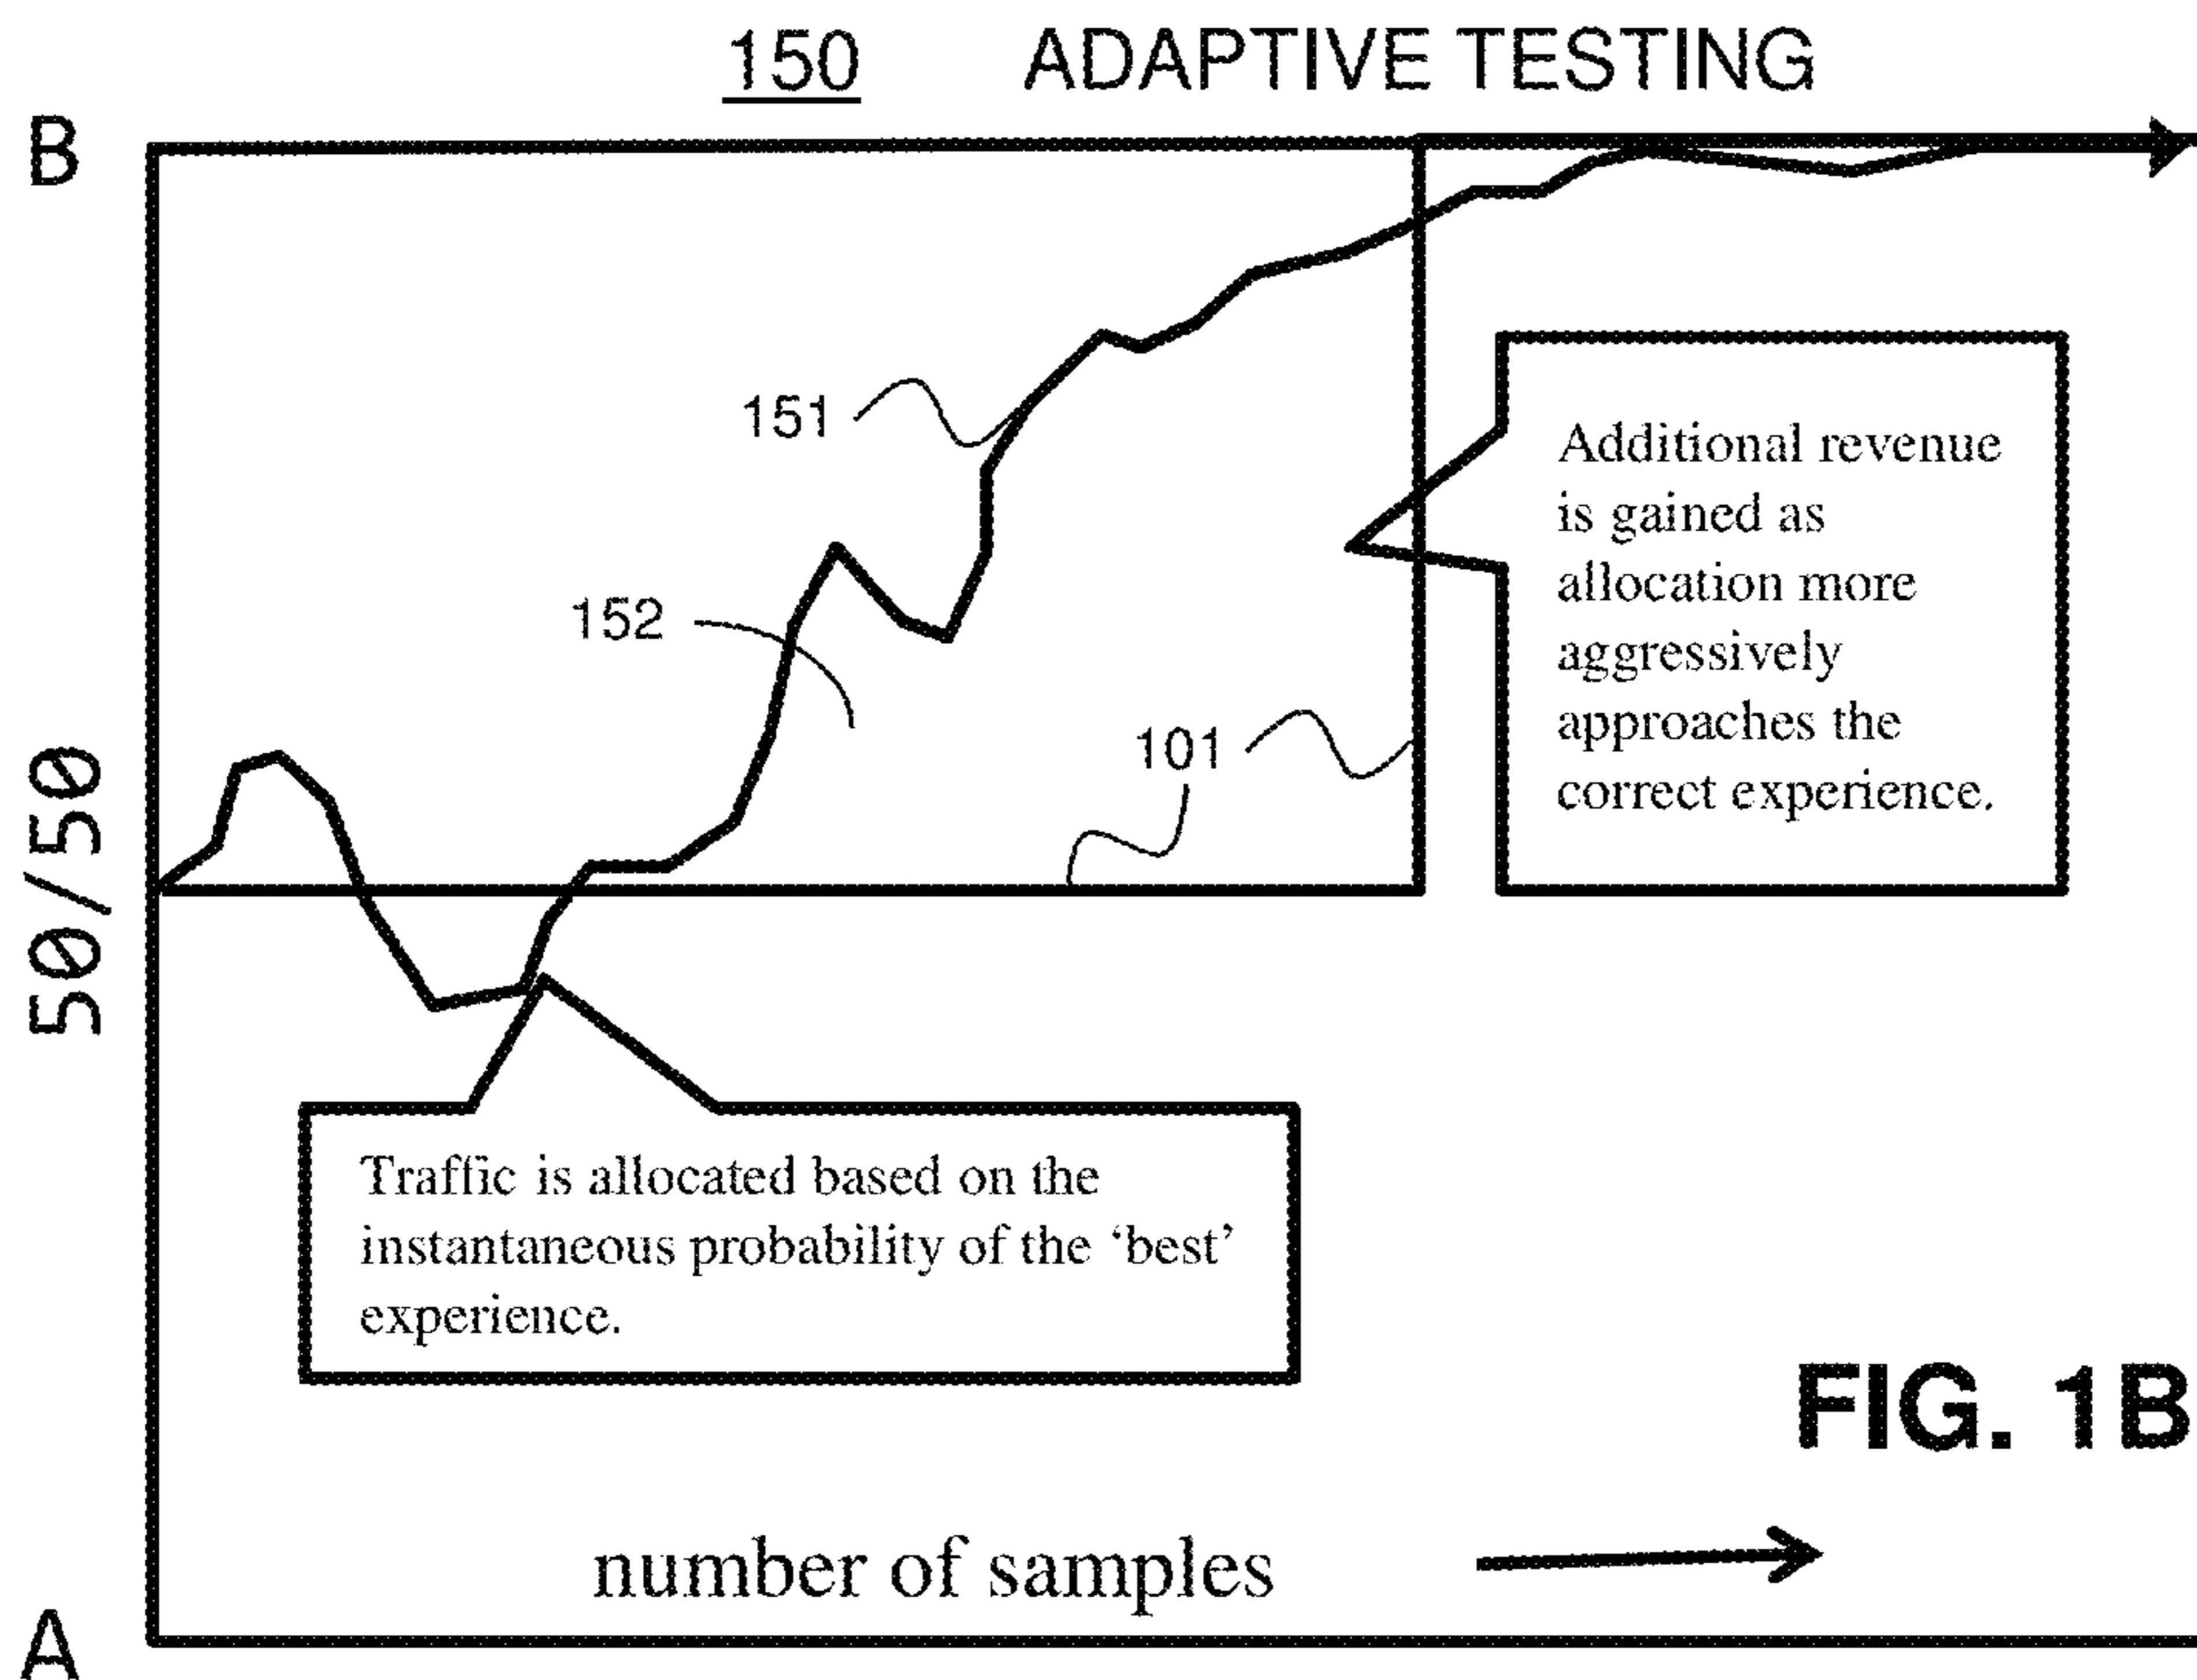 150 ADAPTIVE TESTING
B
151
152
101
Additional revenue
is gained as
allocation more
aggressively
approaches the
correct experience.
50/50
Traffic is allocated based on the
instantaneous probability of the ‘best’
experience.
FIG. 1B
number of samples
A